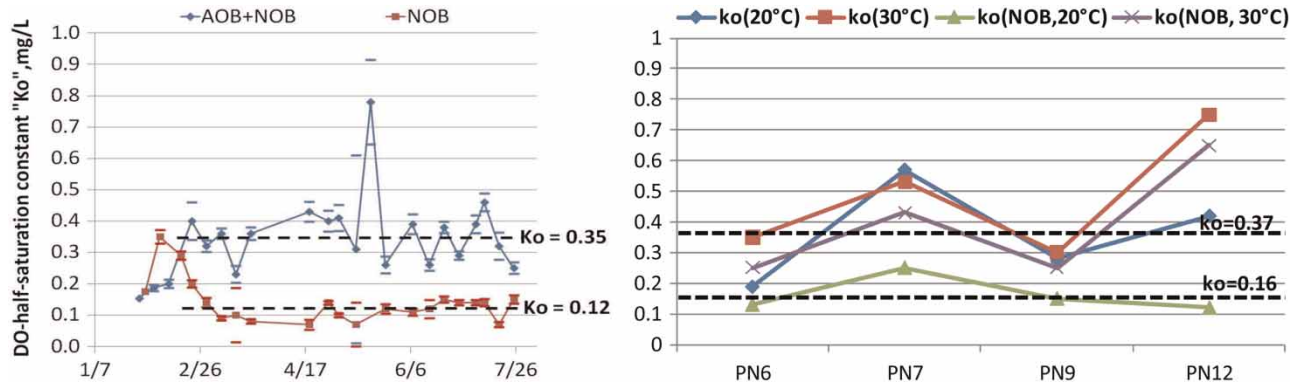 AOB+NOB NOB
DO-half-saturation constant "Ko",mg/L
1.0
0.9
0.8
0.7
0.6
0.5
0.4
0.3
0.2
0.1
0.0
Ko = 0.35
Ko = 0.12
1/7 2/26 4/17 6/6 7/26
ko(20°C) ko(30°C) ko(NOB,20°C) ko(NOB, 30°C)
1
0.9
0.8
0.7
0.6
0.5
0.4
0.3
0.2
0.1
0
ko=0.37
ko=0.16
PN6 PN7 PN9 PN12